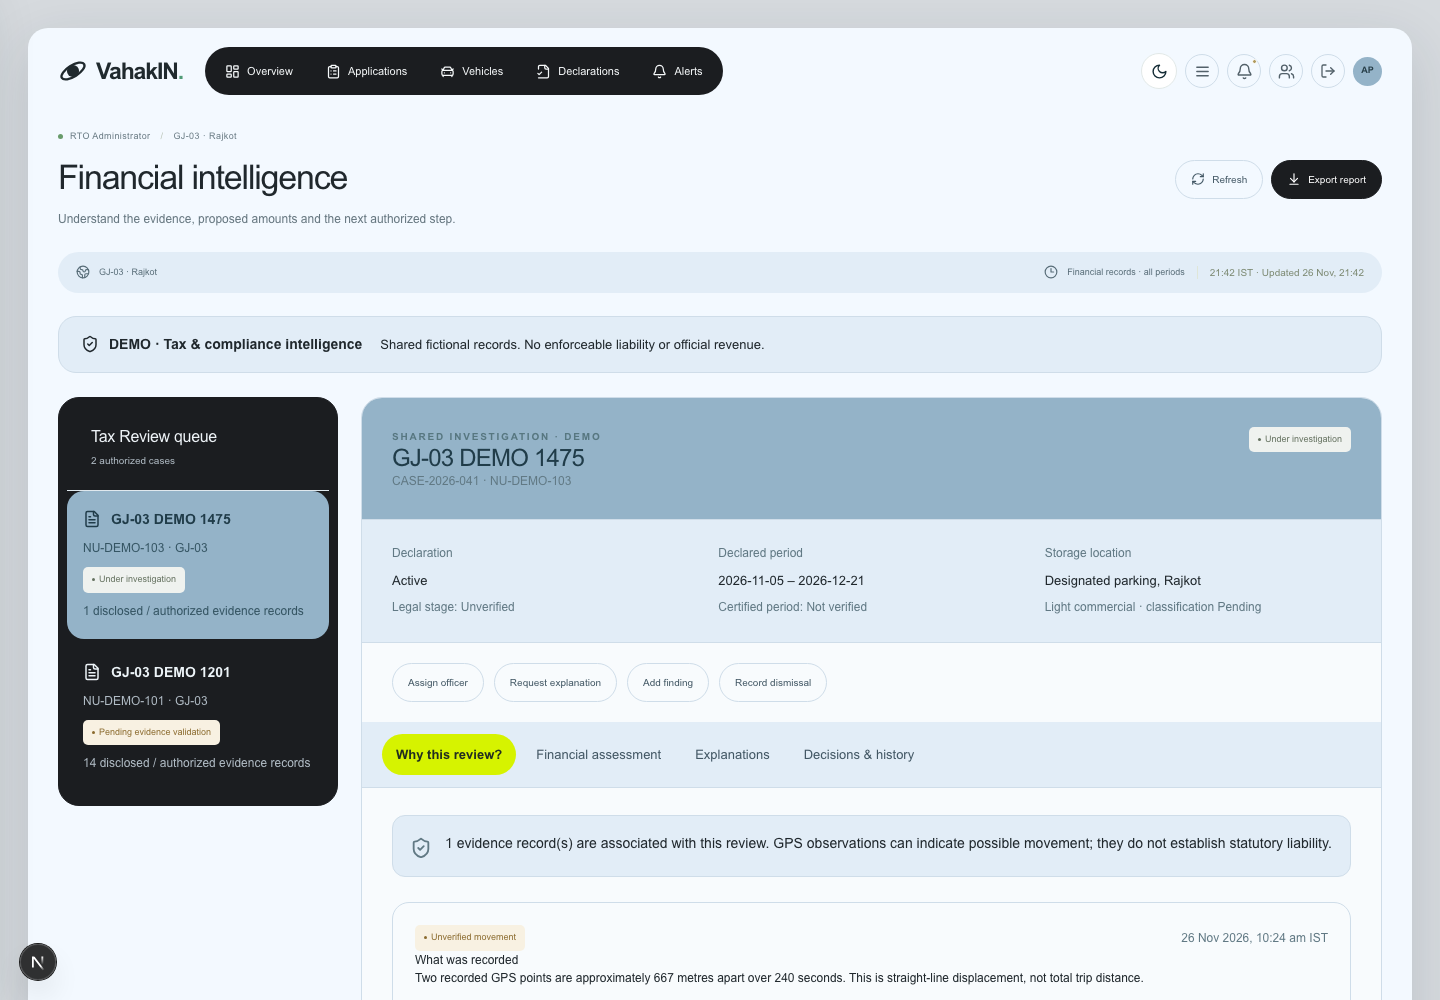 VahakIN.
Overview
Applications
Vehicles
Declarations
Alerts
AP
RTO Administrator / GJ-03 · Rajkot
Financial intelligence
Refresh
Export report
Understand the evidence, proposed amounts and the next authorized step.
GJ-03 · Rajkot
Financial records · all periods
21:42 IST · Updated 26 Nov, 21:42
DEMO · Tax & compliance intelligence
Shared fictional records. No enforceable liability or official revenue.
Tax Review queue
2 authorized cases
GJ-03 DEMO 1475
NU-DEMO-103 · GJ-03
• Under investigation
1 disclosed / authorized evidence records
GJ-03 DEMO 1201
NU-DEMO-101 · GJ-03
• Pending evidence validation
14 disclosed / authorized evidence records
SHARED INVESTIGATION · DEMO
GJ-03 DEMO 1475
CASE-2026-041 · NU-DEMO-103
• Under investigation
Declaration
Active
Legal stage: Unverified
Declared period
2026-11-05 – 2026-12-21
Certified period: Not verified
Storage location
Designated parking, Rajkot
Light commercial · classification Pending
Assign officer
Request explanation
Add finding
Record dismissal
Why this review?
Financial assessment
Explanations
Decisions & history
1 evidence record(s) are associated with this review. GPS observations can indicate possible movement; they do not establish statutory liability.
• Unverified movement
26 Nov 2026, 10:24 am IST
What was recorded
Two recorded GPS points are approximately 667 metres apart over 240 seconds. This is straight-line displacement, not total trip distance.
N